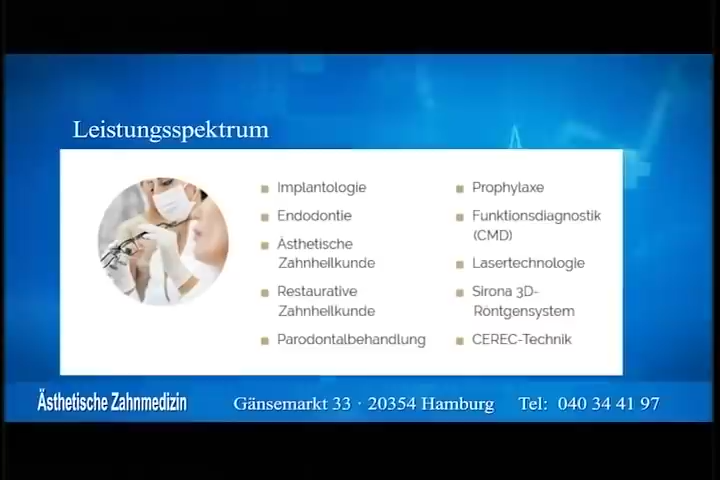 Leistungsspektrum
Implantologie
Endodontie
Ästhetische
Zahnheilkunde
Restaurative
Zahnheilkunde
Parodontalbehandlung
Prophylaxe
Funktionsdiagnostik
(CMD)
Lasertechnologie
Sirona 3D-
Röntgensystem
CEREC-Technik
Ästhetische Zahnmedizin
Gänsemarkt 33 · 20354 Hamburg
Tel: 040 34 41 97